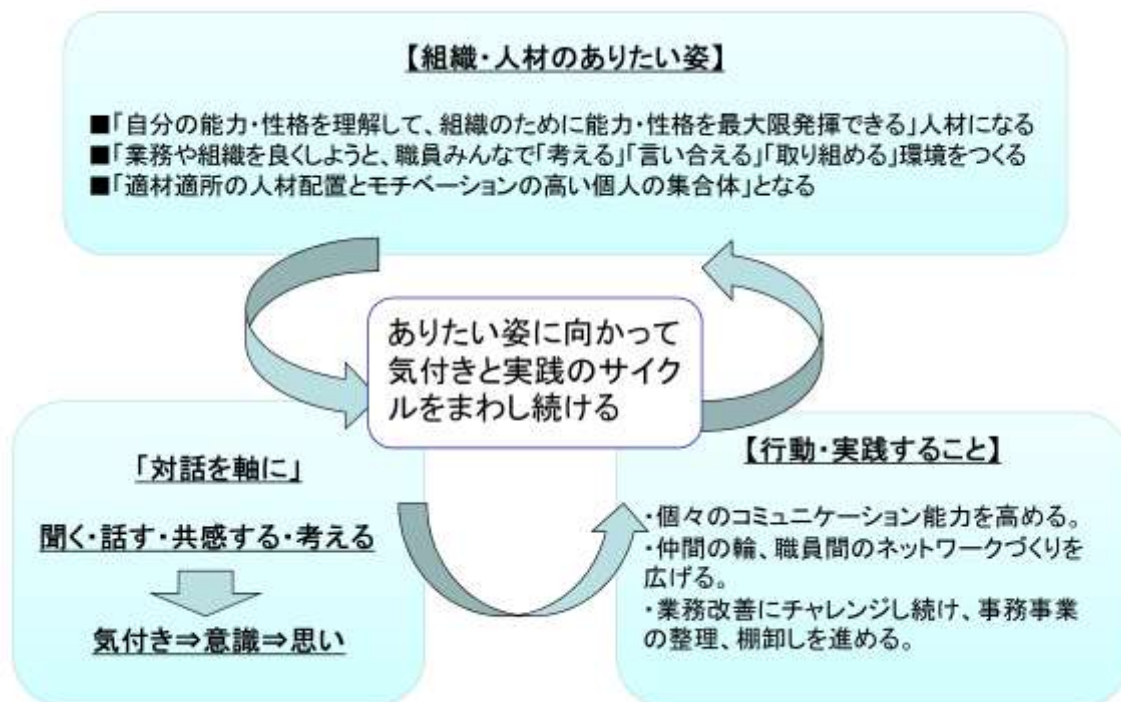 【組織・人材のありたい姿】
■「自分の能力・性格を理解して、組織のために能力・性格を最大限発揮できる」人材になる
■「業務や組織を良くしようと、職員みんなで「考える」「言い合える」「取り組める」環境をつくる
■「適材適所の人材配置とモチベーションの高い個人の集合体」となる
ありたい姿に向かって
気付きと実践のサイク
ルをまわし続ける
「対話を軸に」
聞く・話す・共感する・考える
気付き⇒意識⇒思い
【行動・実践すること】
・個々のコミュニケーション能力を高める。
・仲間の輪、職員間のネットワークづくりを
広げる。
・業務改善にチャレンジし続け、事務事業
の整理、棚卸しを進める。